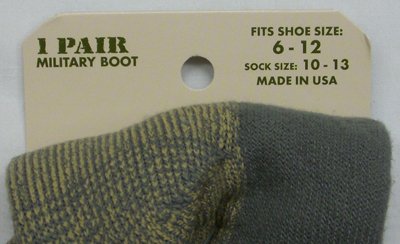 1 PAIR
MILITARY BOOT
FITS SHOE SIZE:
6 - 12
SOCK SIZE: 10 - 13
MADE IN USA